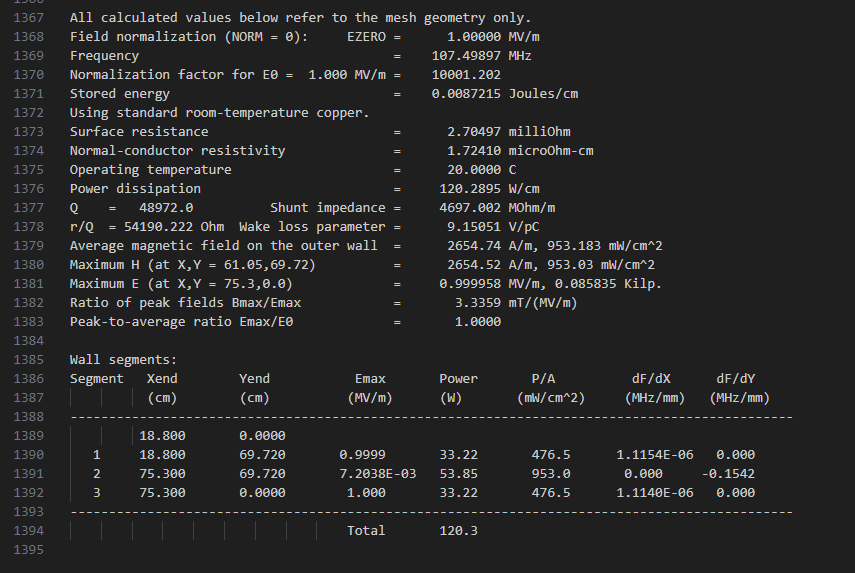 1366
1367 All calculated values below refer to the mesh geometry only.
1368 Field normalization (NORM = 0): EZERO = 1.00000 MV/m
1369 Frequency = 107.49897 MHz
1370 Normalization factor for E0 = 1.000 MV/m = 10001.202
1371 Stored energy = 0.0087215 Joules/cm
1372 Using standard room-temperature copper.
1373 Surface resistance = 2.70497 milliOhm
1374 Normal-conductor resistivity = 1.72410 microOhm-cm
1375 Operating temperature = 20.0000 C
1376 Power dissipation = 120.2895 W/cm
1377 Q = 48972.0 Shunt impedance = 4697.002 MOhm/m
1378 r/Q = 54190.222 Ohm Wake loss parameter = 9.15051 V/pC
1379 Average magnetic field on the outer wall = 2654.74 A/m, 953.183 mW/cm^2
1380 Maximum H (at X,Y = 61.05,69.72) = 2654.52 A/m, 953.03 mW/cm^2
1381 Maximum E (at X,Y = 75.3,0.0) = 0.999958 MV/m, 0.085835 Kilp.
1382 Ratio of peak fields Bmax/Emax = 3.3359 mT/(MV/m)
1383 Peak-to-average ratio Emax/E0 = 1.0000
1384
1385 Wall segments:
1386 Segment Xend Yend Emax Power P/A dF/dX dF/dY
1387 (cm) (cm) (MV/m) (W) (mW/cm^2) (MHz/mm) (MHz/mm)
1388 ----------------------------------------------------------------------------------------------
1389 18.800 0.0000
1390 1 18.800 69.720 0.9999 33.22 476.5 1.1154E-06 0.000
1391 2 75.300 69.720 7.2038E-03 53.85 953.0 0.000 -0.1542
1392 3 75.300 0.0000 1.000 33.22 476.5 1.1140E-06 0.000
1393 ----------------------------------------------------------------------------------------------
1394 Total 120.3
1395